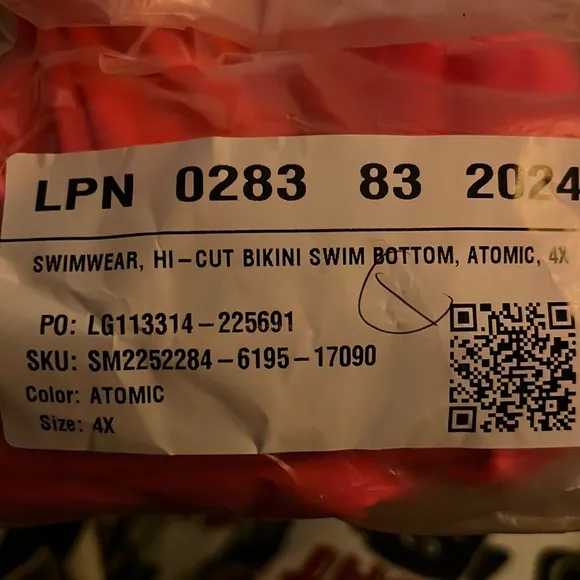 LPN 0283 83 2024
SWIMWEAR, HI-CUT BIKINI SWIM BOTTOM, ATOMIC, 4X
PO: LG113314-225691
SKU: SM2252284-6195-17090
Color: ATOMIC
Size: 4X